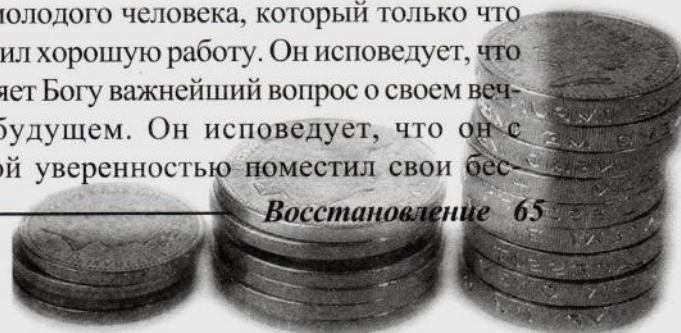 молодого человека, который только что
ил хорошую работу. Он исповедует, что
яет Богу важнейший вопрос о своем веч-
будущем. Он исповедует, что он с
ой уверенностью поместил свои бес-
Восстановление 65